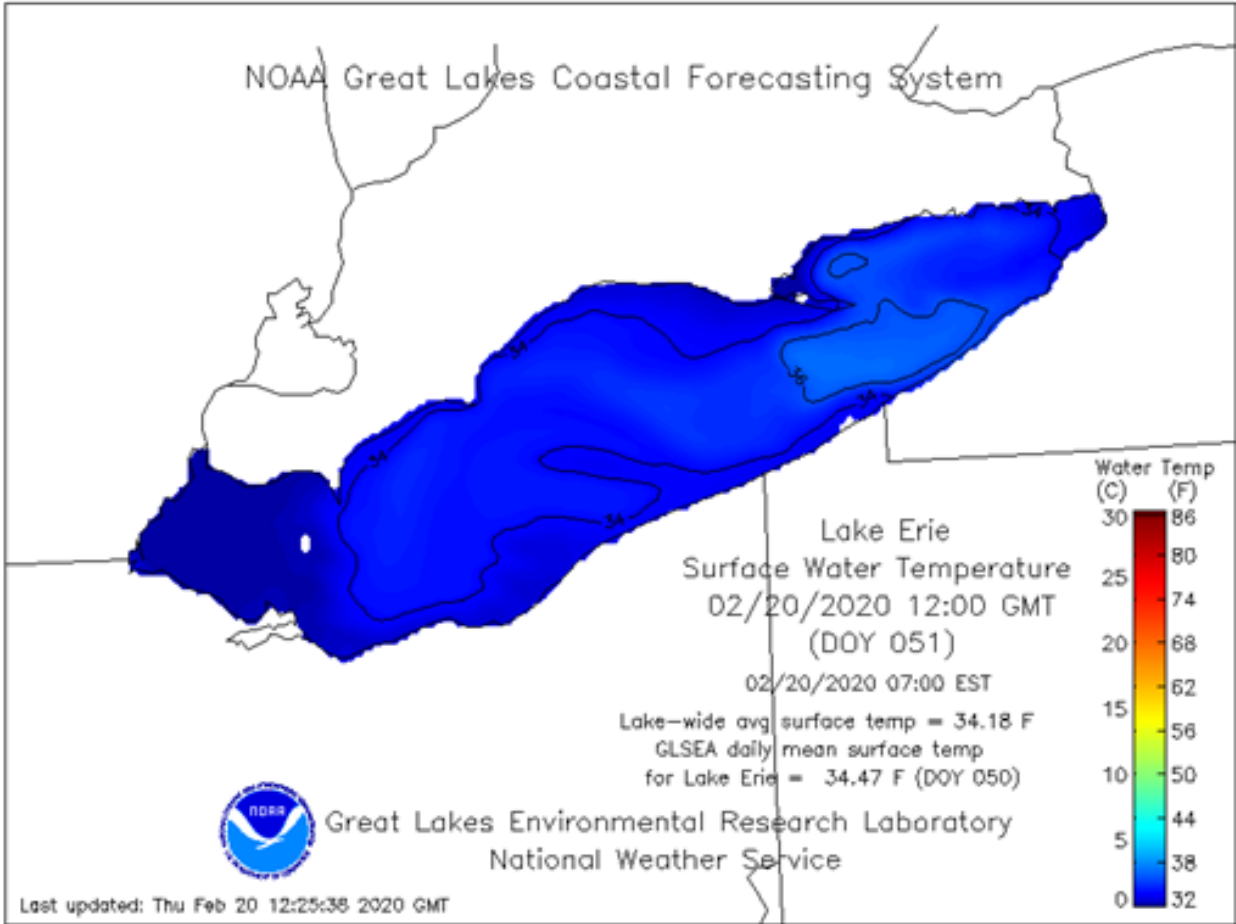 NOAA Great Lakes Coastal Forecasting System
34
34
36
34
34
34
Water Temp
(C) (F)
30 86
80
25
74
20 68
62
15
56
10 50
5 44
38
0 32
Lake Erie
Surface Water Temperature
02/20/2020 12:00 GMT
(DOY 051)
02/20/2020 07:00 EST
Lake-wide avg surface temp = 34.18 F
GLSEA daily mean surface temp
for Lake Erie = 34.47 F (DOY 050)
NOAA
Great Lakes Environmental Research Laboratory
National Weather Service
Last updated: Thu Feb 20 12:25:38 2020 GMT